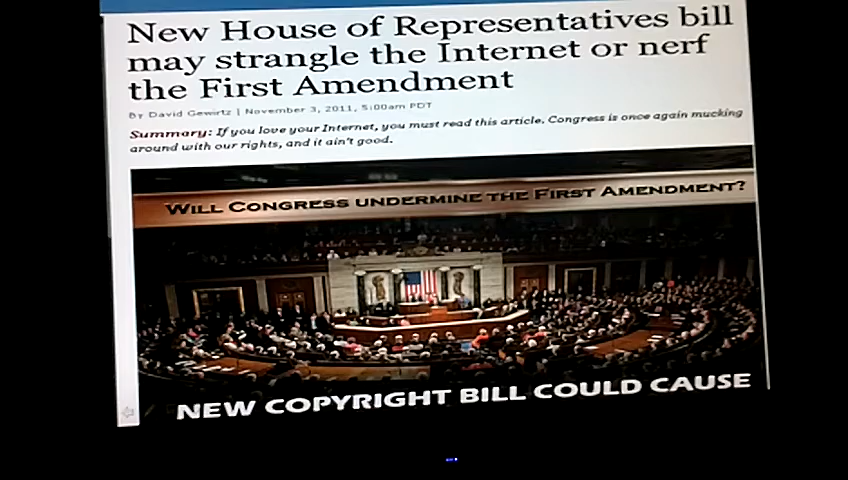 New House of Representatives bill
may strangle the Internet or nerf
the First Amendment
By David Gewirtz | November 3, 2011, 5:00am PDT
Summary: If you love your Internet, you must read this article. Congress is once again mucking
around with our rights, and it ain't good.
WILL CONGRESS UNDERMINE THE FIRST AMENDMENT?
NEW COPYRIGHT BILL COULD CAUSE